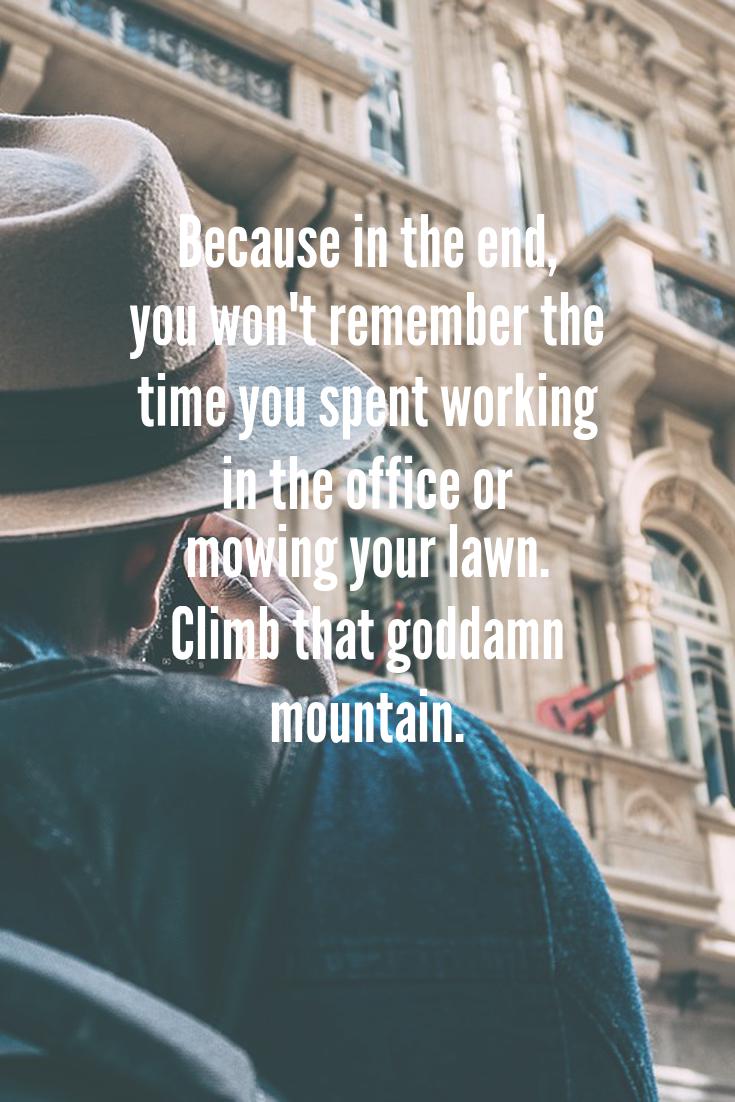 Because in the end,
you won't remember the
time you spent working
in the office or
mowing your lawn.
Climb that goddamn
mountain.